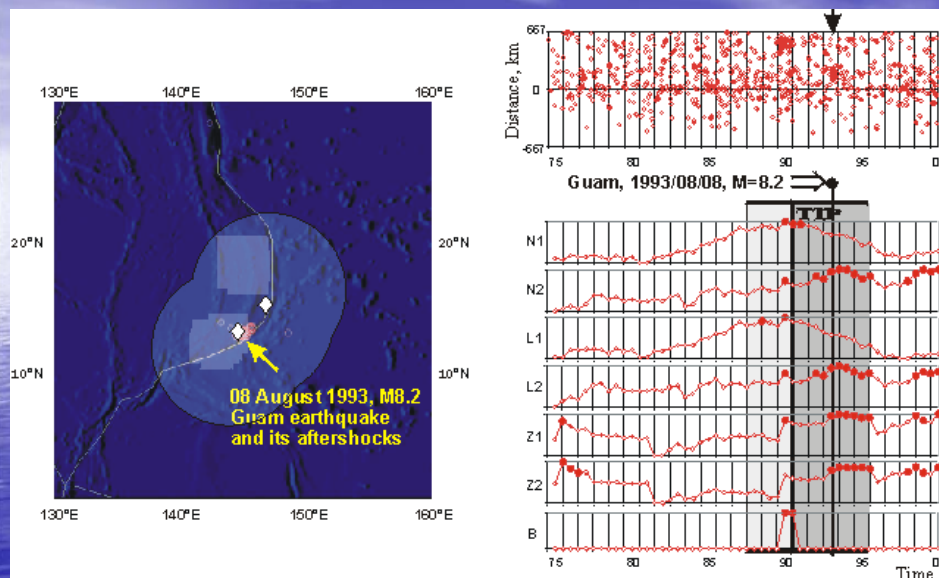 130°E 140°E 150°E 160°E
20°N
10°N
08 August 1993, M8.2
Guam earthquake
and its aftershocks
130°E 140°E 150°E 160°E
Distance, km
667
0
-667
75 80 85 90 95 0
Guam, 1993/08/08, M=8.2
TIP
N1
N2
L1
L2
Z1
Z2
B
75 80 85 90 95 0
Time